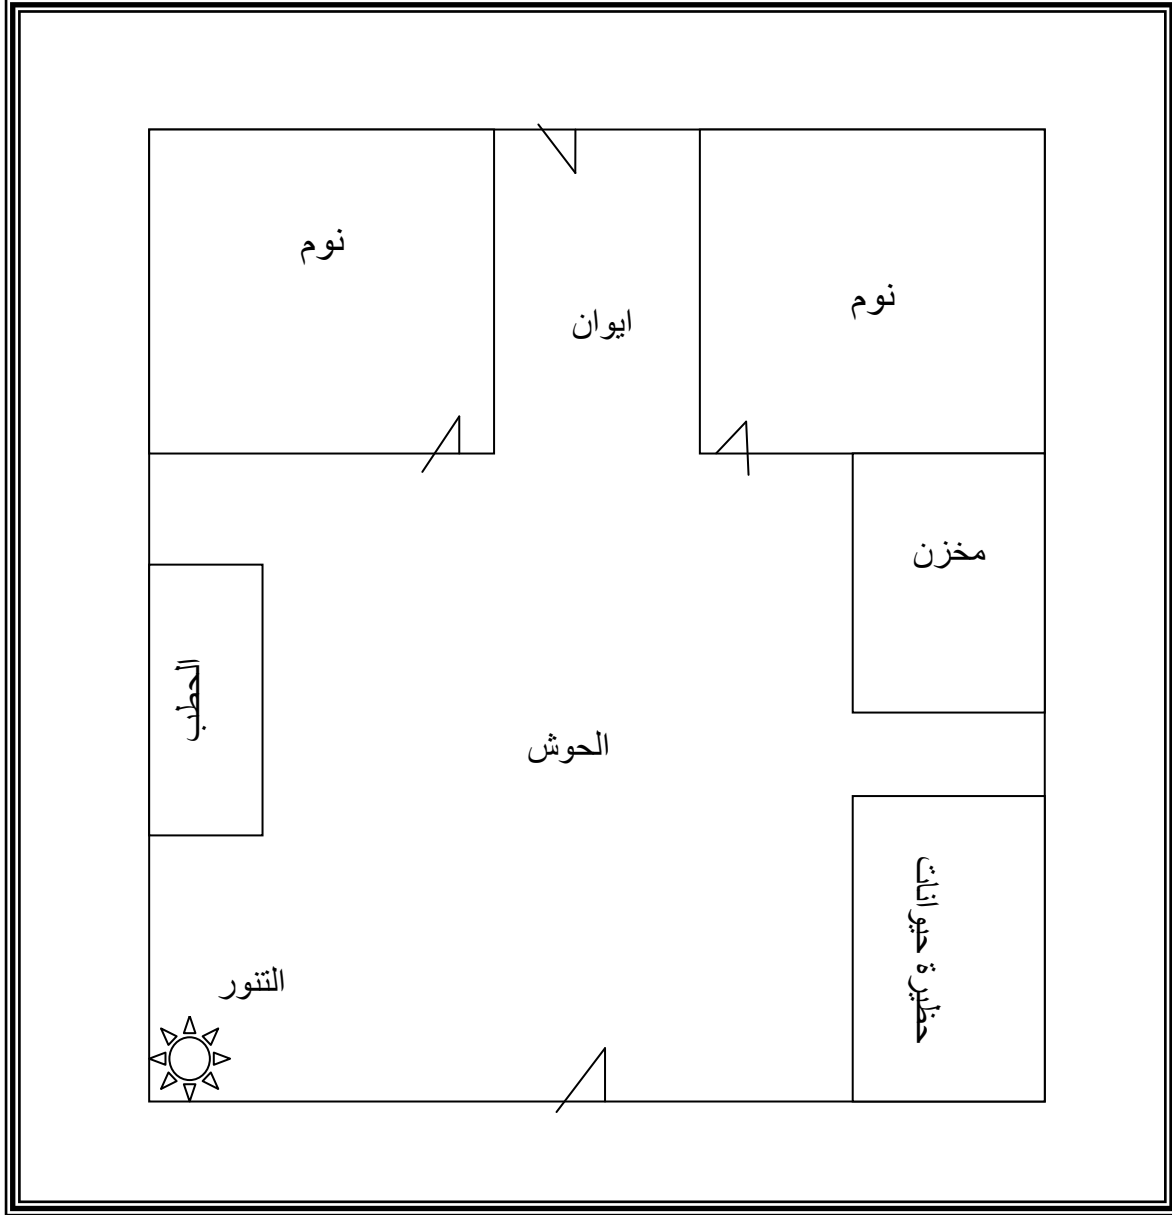 نوم
نوم
ايوان
مخزن
الحطب
الحوش
حظيرة حيوانات
التنور